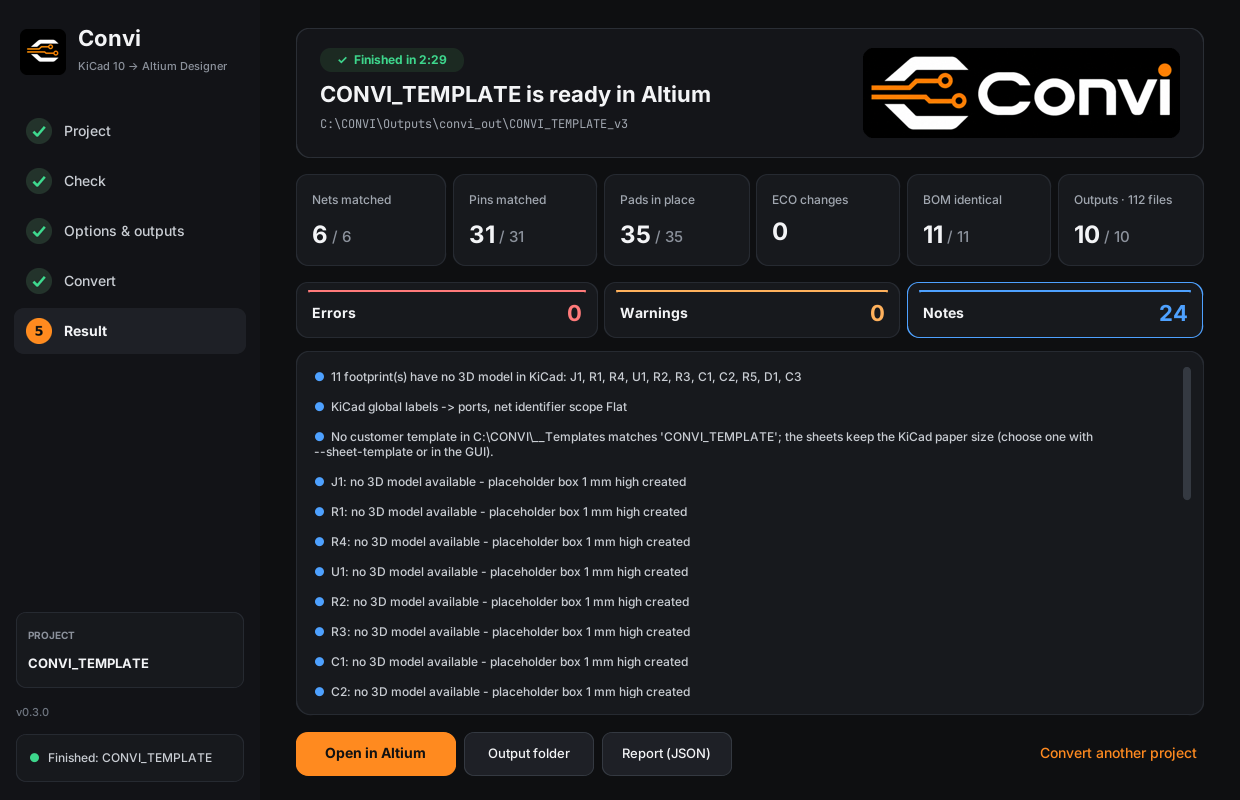 Convi
KiCad 10 → Altium Designer
Project
Check
Options & outputs
Convert
5 Result
PROJECT
CONVI_TEMPLATE
v0.3.0
Finished: CONVI_TEMPLATE
✓ Finished in 2:29
CONVI_TEMPLATE is ready in Altium
C:\CONVI\Outputs\convi_out\CONVI_TEMPLATE_v3
Convi
Nets matched
6 / 6
Pins matched
31 / 31
Pads in place
35 / 35
ECO changes
0
BOM identical
11 / 11
Outputs · 112 files
10 / 10
Errors 0
Warnings 0
Notes 24
11 footprint(s) have no 3D model in KiCad: J1, R1, R4, U1, R2, R3, C1, C2, R5, D1, C3
KiCad global labels -> ports, net identifier scope Flat
No customer template in C:\CONVI\__Templates matches 'CONVI_TEMPLATE'; the sheets keep the KiCad paper size (choose one with
--sheet-template or in the GUI).
J1: no 3D model available - placeholder box 1 mm high created
R1: no 3D model available - placeholder box 1 mm high created
R4: no 3D model available - placeholder box 1 mm high created
U1: no 3D model available - placeholder box 1 mm high created
R2: no 3D model available - placeholder box 1 mm high created
R3: no 3D model available - placeholder box 1 mm high created
C1: no 3D model available - placeholder box 1 mm high created
C2: no 3D model available - placeholder box 1 mm high created
Open in Altium
Output folder
Report (JSON)
Convert another project